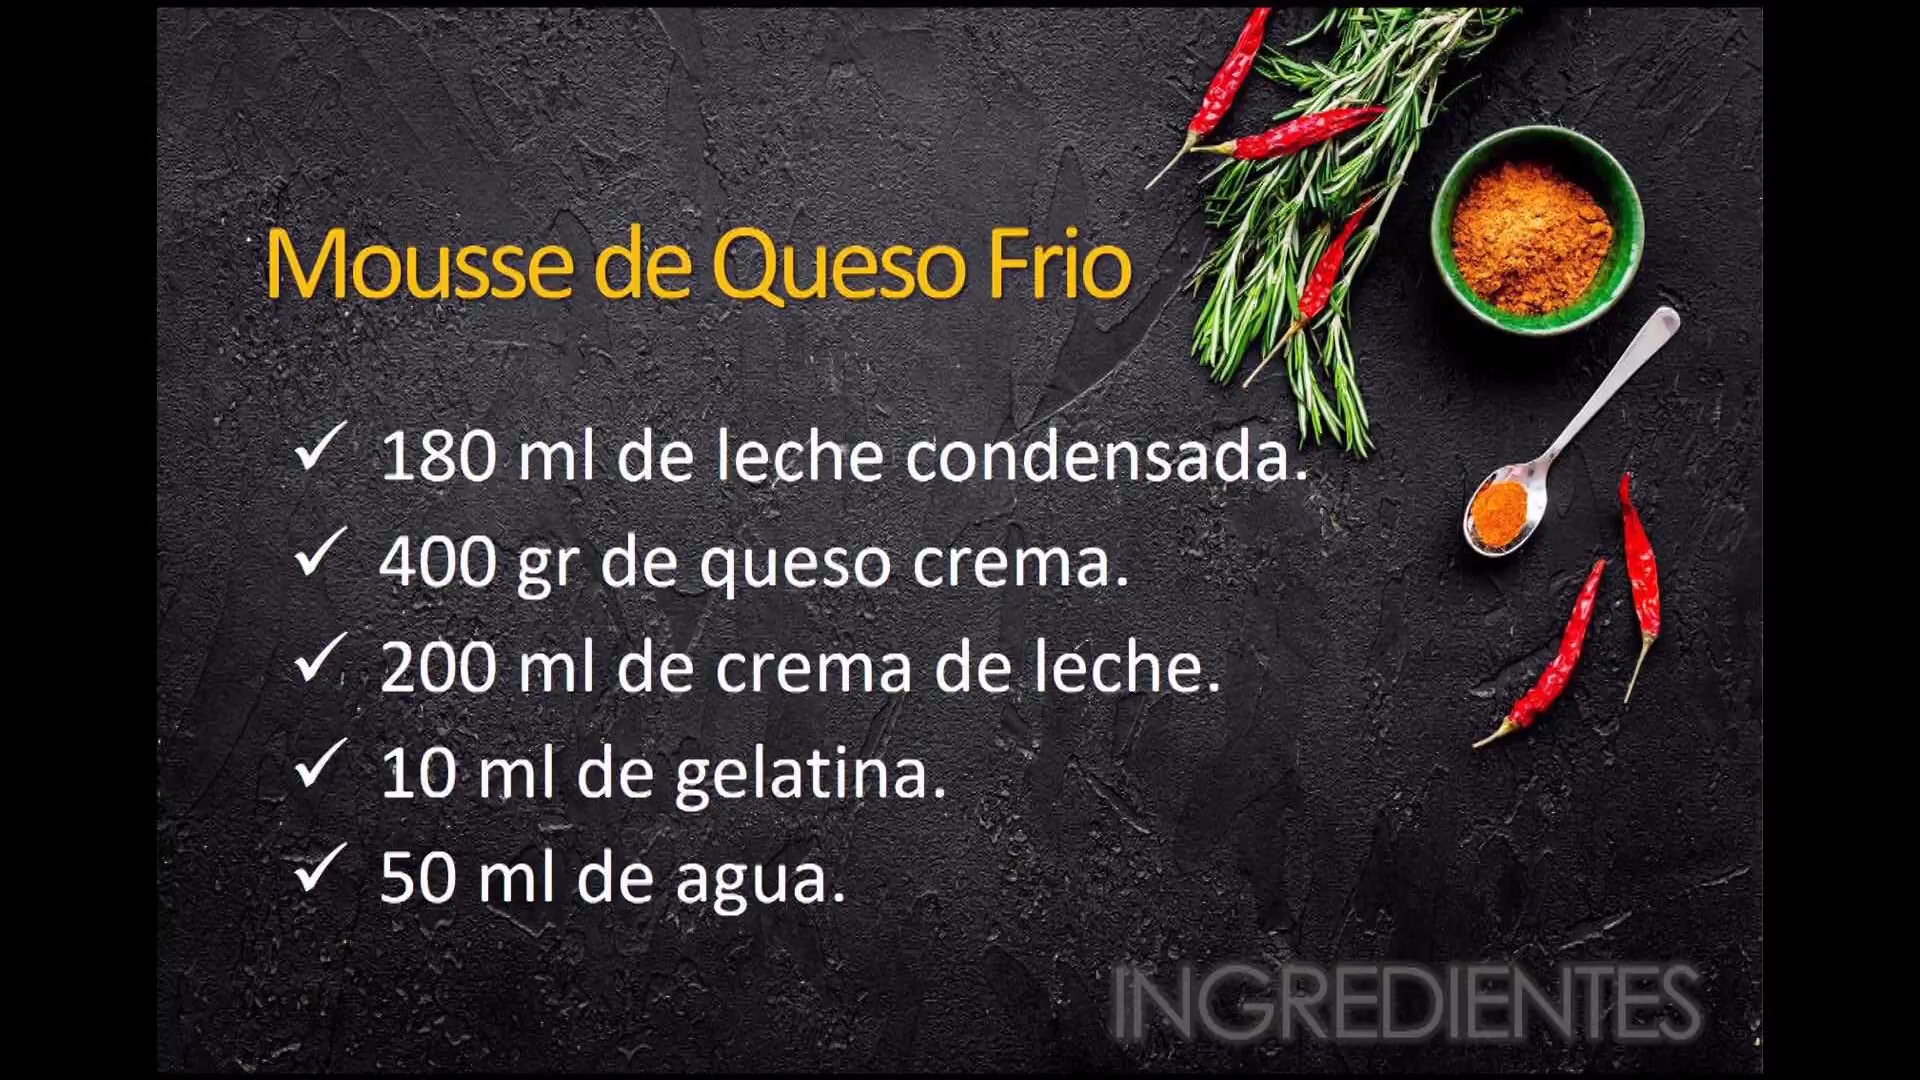 Mousse de Queso Frio
✓ 180 ml de leche condensada.
✓ 400 gr de queso crema.
✓ 200 ml de crema de leche.
✓ 10 ml de gelatina.
✓ 50 ml de agua.
INGREDIENTES